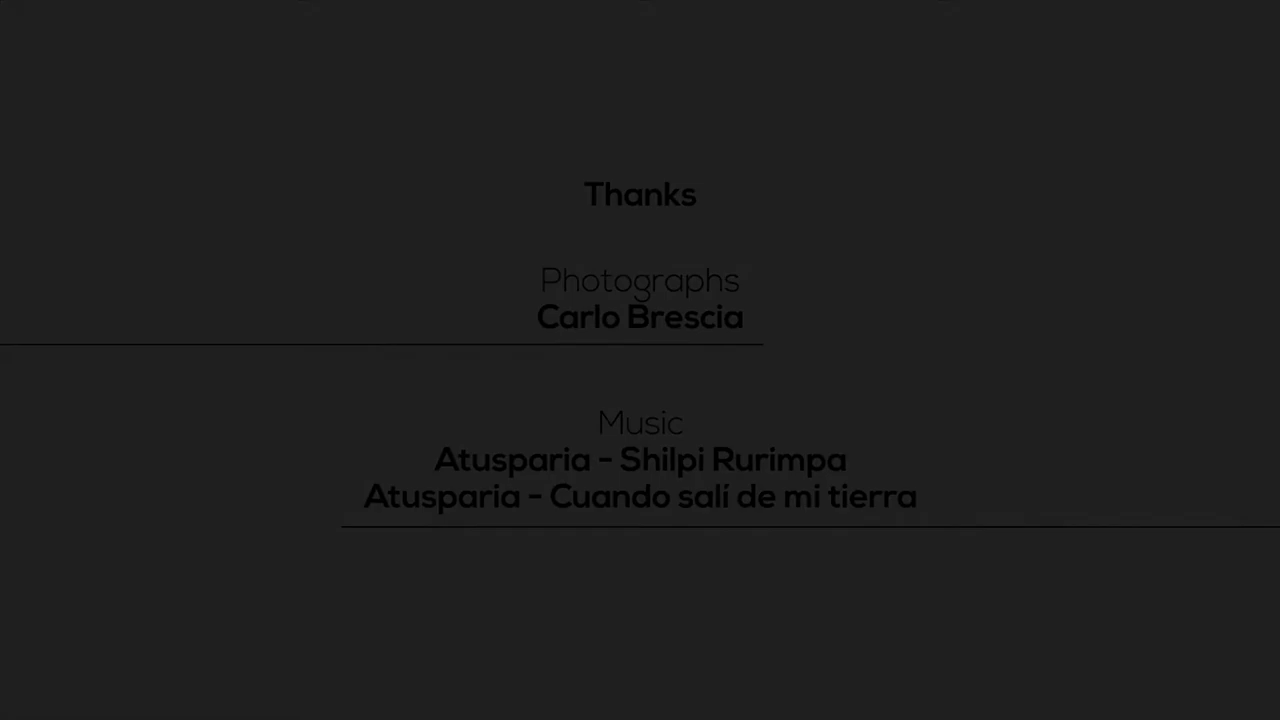 Thanks
Photographs
Carlo Brescia
Music
Atusparia - Shilpi Rurimpa
Atusparia - Cuando salí de mi tierra